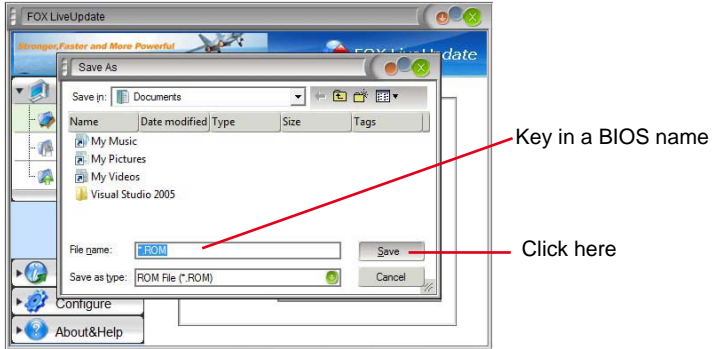 FOX LiveUpdate
Stronger,Faster and More Powerful
FOX LiveUpdate
Save As
Save in: Documents
Name Date modified Type Size Tags
My Music
My Pictures
My Videos
Visual Studio 2005
Key in a BIOS name
File name: *.ROM Save
Click here
Save as type: ROM File (*.ROM) Cancel
Configure
About&Help